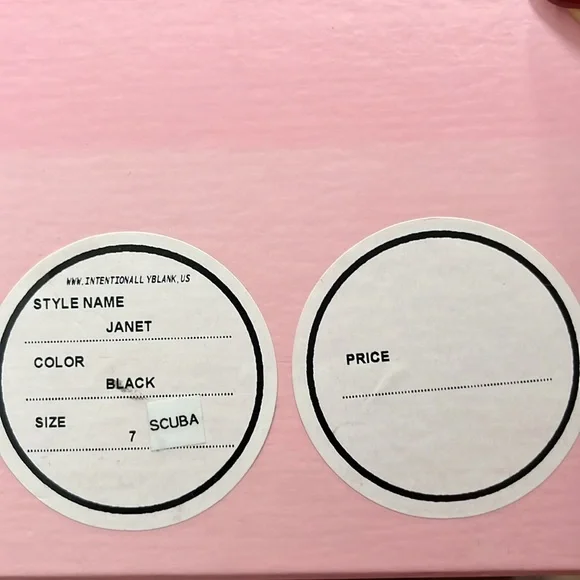 WWW.INTENTIONALLYBLANK.US
STYLE NAME
JANET
COLOR
BLACK
SIZE
7 SCUBA
PRICE